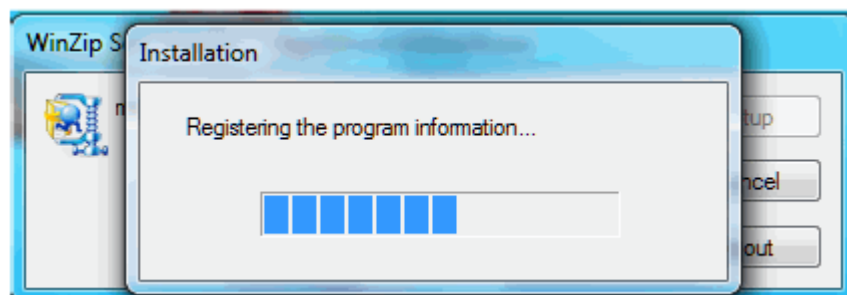 WinZip S
Installation
Registering the program information...
tup
ncel
out